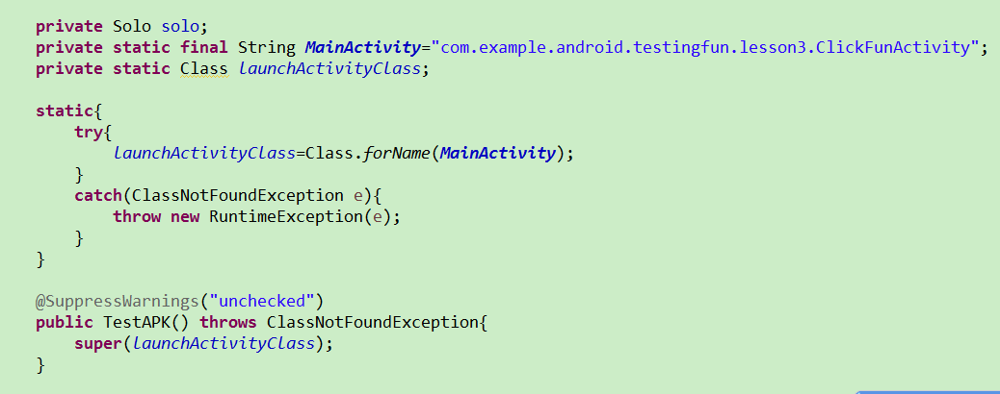 private Solo solo;
private static final String MainActivity="com.example.android.testingfun.lesson3.ClickFunActivity";
private static Class launchActivityClass;
static{
try{
launchActivityClass=Class.forName(MainActivity);
}
catch(ClassNotFoundException e){
throw new RuntimeException(e);
}
}
@SuppressWarnings("unchecked")
public TestAPK() throws ClassNotFoundException{
super(launchActivityClass);
}